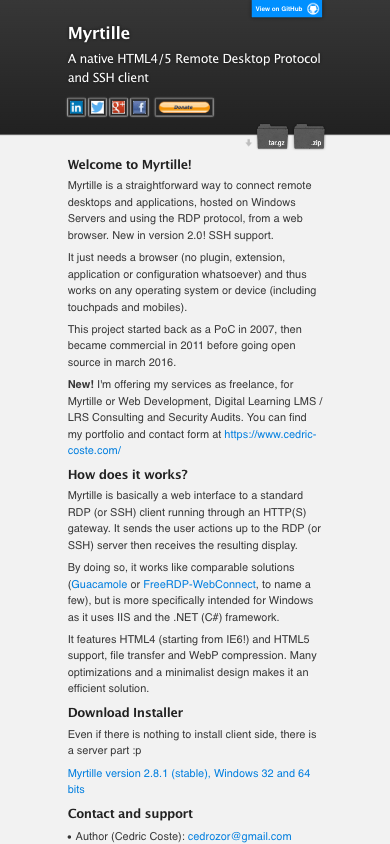 View on GitHub
Myrtille
A native HTML4/5 Remote Desktop Protocol
and SSH client
Donate
tar.gz
.zip
Welcome to Myrtille!
Myrtille is a straightforward way to connect remote
desktops and applications, hosted on Windows
Servers and using the RDP protocol, from a web
browser. New in version 2.0! SSH support.
It just needs a browser (no plugin, extension,
application or configuration whatsoever) and thus
works on any operating system or device (including
touchpads and mobiles).
This project started back as a PoC in 2007, then
became commercial in 2011 before going open
source in march 2016.
New! I'm offering my services as freelance, for
Myrtille or Web Development, Digital Learning LMS /
LRS Consulting and Security Audits. You can find
my portfolio and contact form at https://www.cedric-
coste.com/
How does it works?
Myrtille is basically a web interface to a standard
RDP (or SSH) client running through an HTTP(S)
gateway. It sends the user actions up to the RDP (or
SSH) server then receives the resulting display.
By doing so, it works like comparable solutions
(Guacamole or FreeRDP-WebConnect, to name a
few), but is more specifically intended for Windows
as it uses IIS and the .NET (C#) framework.
It features HTML4 (starting from IE6!) and HTML5
support, file transfer and WebP compression. Many
optimizations and a minimalist design makes it an
efficient solution.
Download Installer
Even if there is nothing to install client side, there is
a server part :p
Myrtille version 2.8.1 (stable), Windows 32 and 64
bits
Contact and support
• Author (Cedric Coste): cedrozor@gmail.com